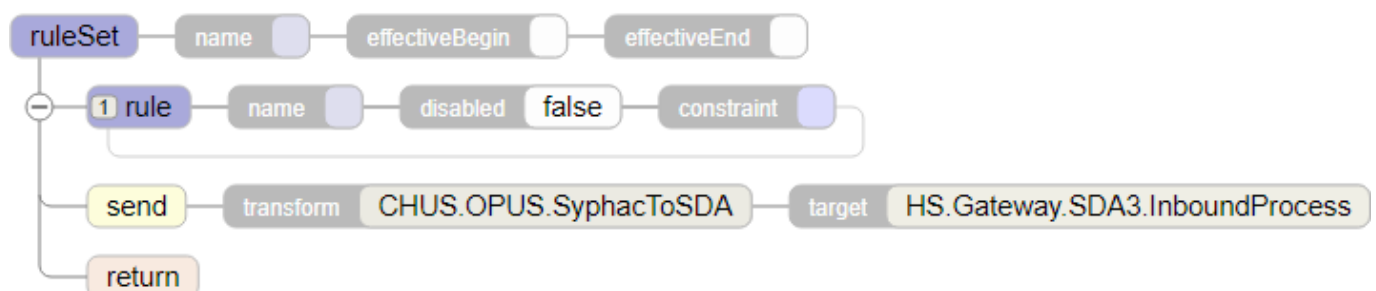 ruleSet name effectiveBegin effectiveEnd
1 rule name disabled false constraint
send transform CHUS.OPUS.SyphacToSDA target HS.Gateway.SDA3.InboundProcess
return